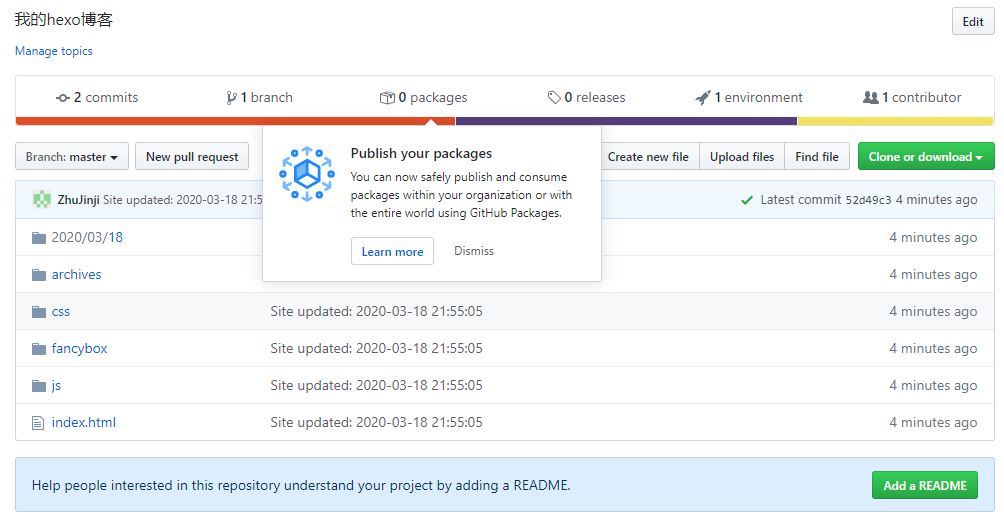 我的hexo博客
Edit
Manage topics
2 commits
1 branch
0 packages
0 releases
1 environment
1 contributor
Branch: master
New pull request
Create new file
Upload files
Find file
Clone or download
Publish your packages
You can now safely publish and consume
packages within your organization or with
the entire world using GitHub Packages.
Learn more
Dismiss
ZhuJinji Site updated: 2020-03-18 21:5
Latest commit 52d49c3 4 minutes ago
2020/03/18
4 minutes ago
archives
4 minutes ago
css Site updated: 2020-03-18 21:55:05 4 minutes ago
fancybox Site updated: 2020-03-18 21:55:05 4 minutes ago
js Site updated: 2020-03-18 21:55:05 4 minutes ago
index.html Site updated: 2020-03-18 21:55:05 4 minutes ago
Help people interested in this repository understand your project by adding a README.
Add a README